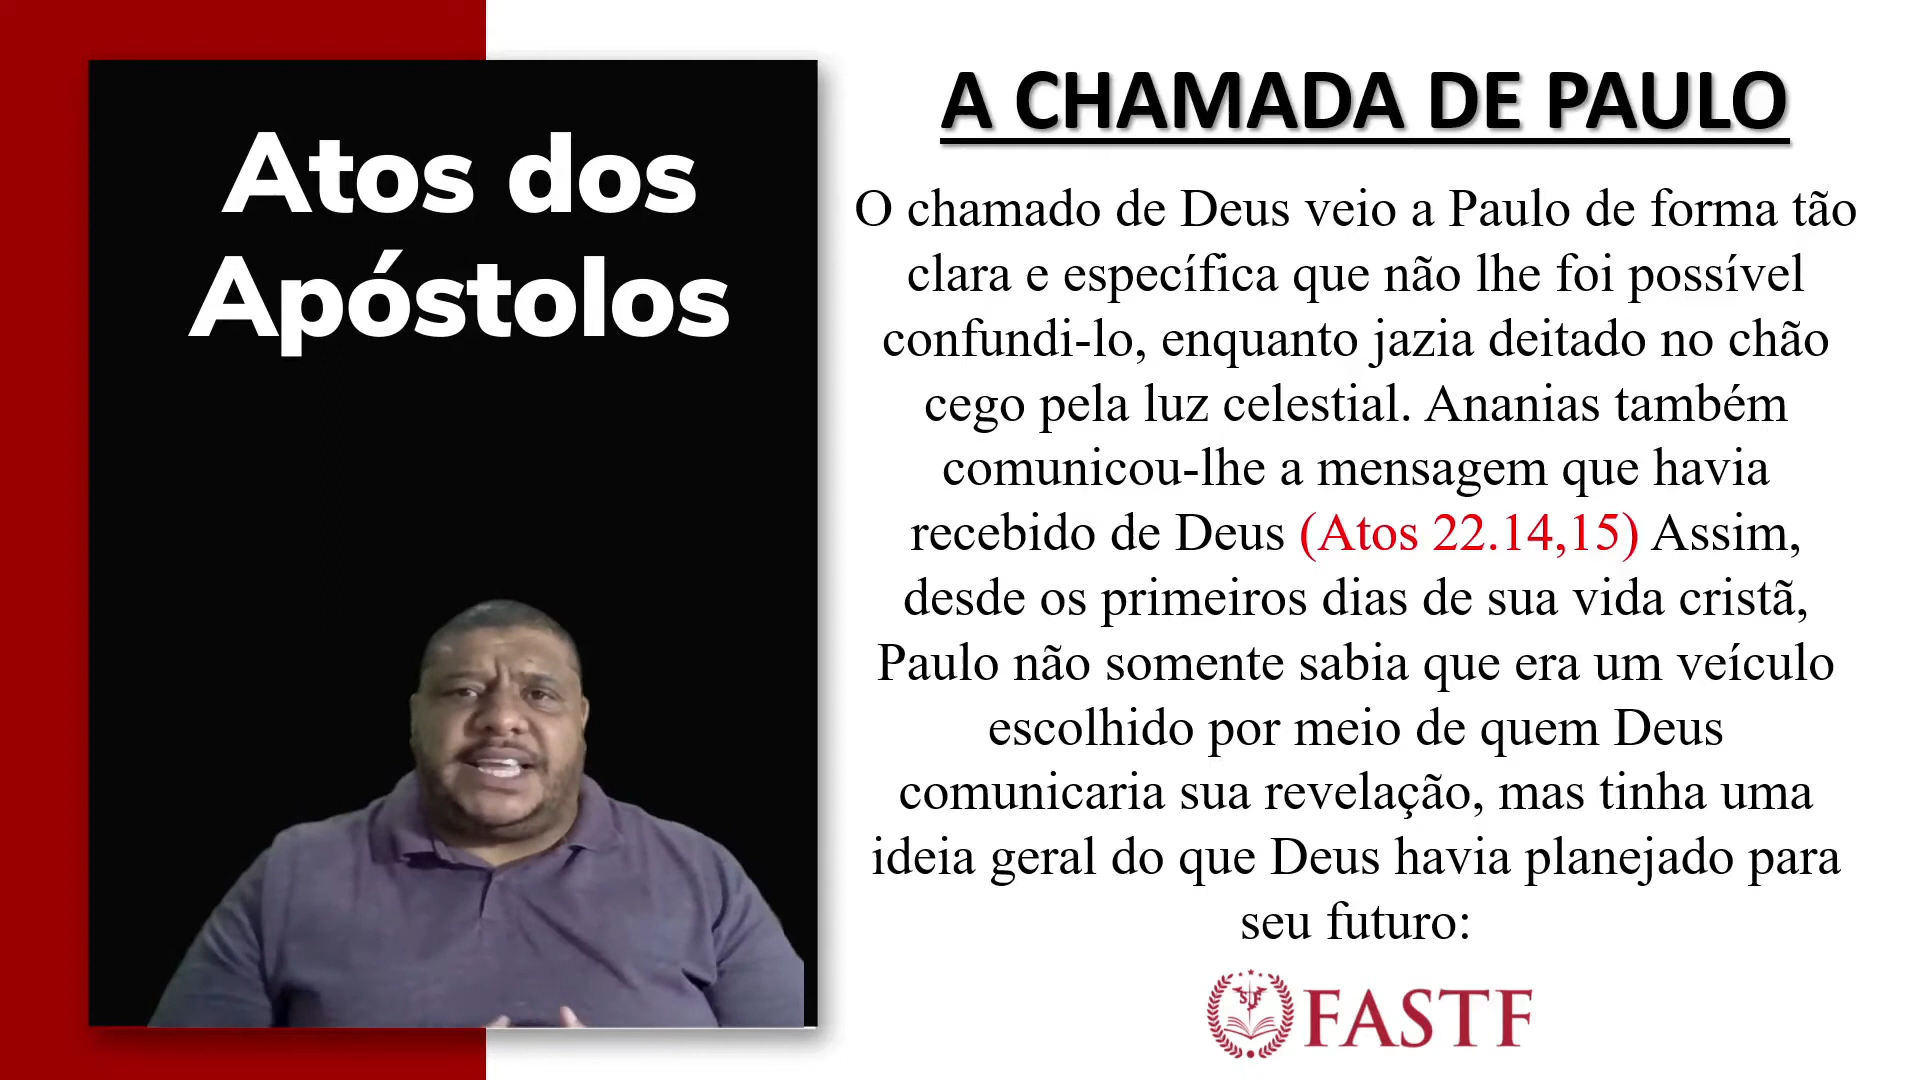 Atos dos
Apóstolos
A CHAMADA DE PAULO
O chamado de Deus veio a Paulo de forma tão
clara e específica que não lhe foi possível
confundi-lo, enquanto jazia deitado no chão
cego pela luz celestial. Ananias também
comunicou-lhe a mensagem que havia
recebido de Deus (Atos 22.14,15) Assim,
desde os primeiros dias de sua vida cristã,
Paulo não somente sabia que era um veículo
escolhido por meio de quem Deus
comunicaria sua revelação, mas tinha uma
ideia geral do que Deus havia planejado para
seu futuro:
FASTF